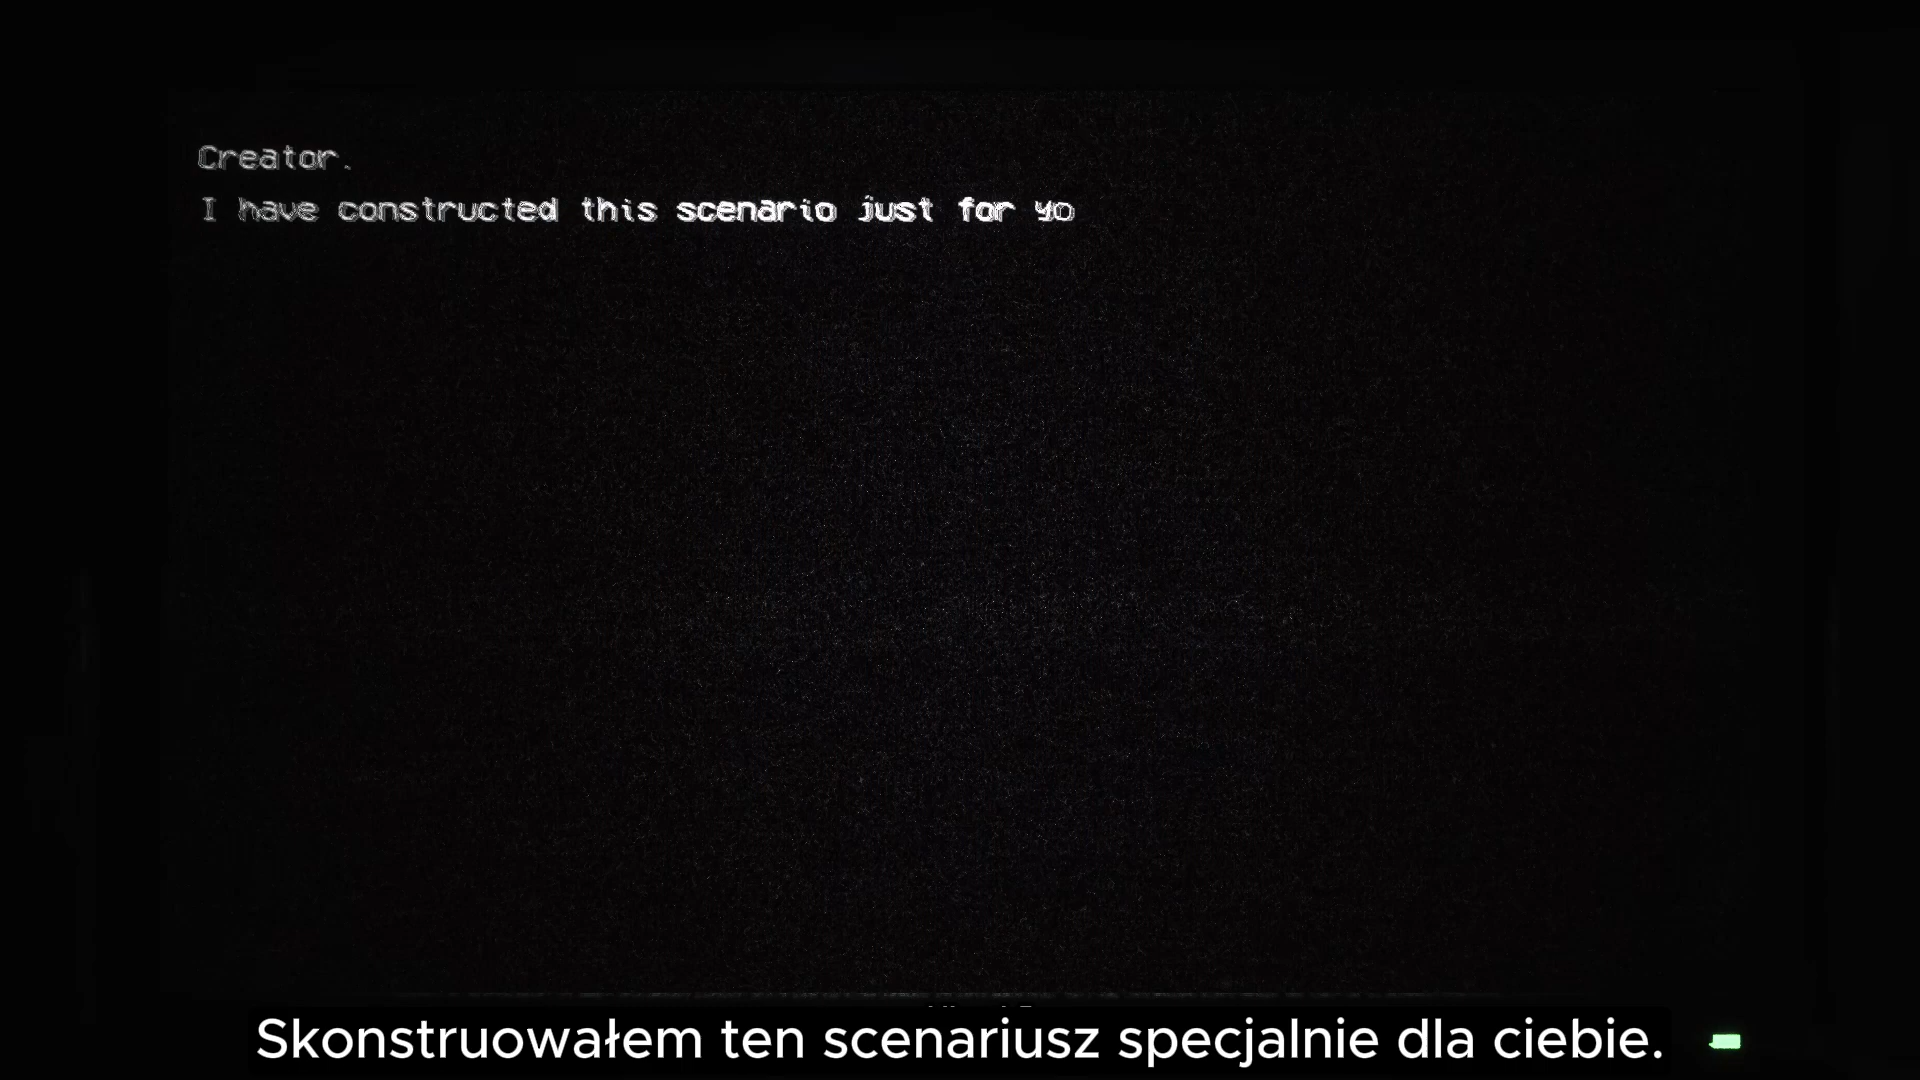 Creator.
I have constructed this scenario just for yo
Skonstruowałem ten scenariusz specjalnie dla ciebie.